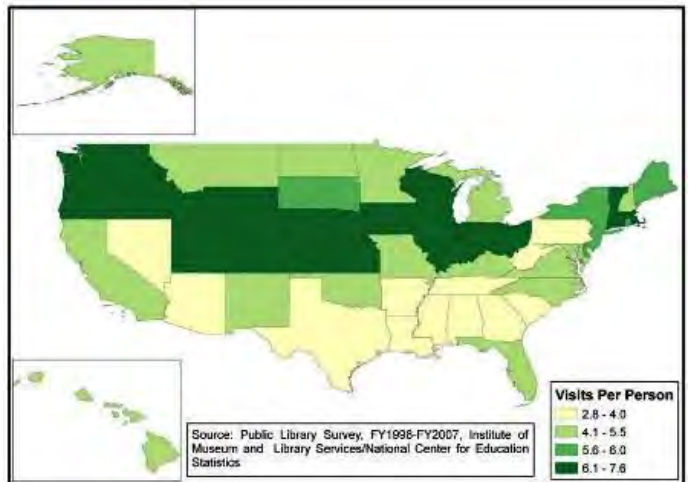 Visits Per Person
2.8 - 4.0
4.1 - 5.5
5.6 - 6.0
6.1 - 7.6
Source: Public Library Survey, FY1998-FY2007, Institute of
Museum and Library Services/National Center for Education
Statistics